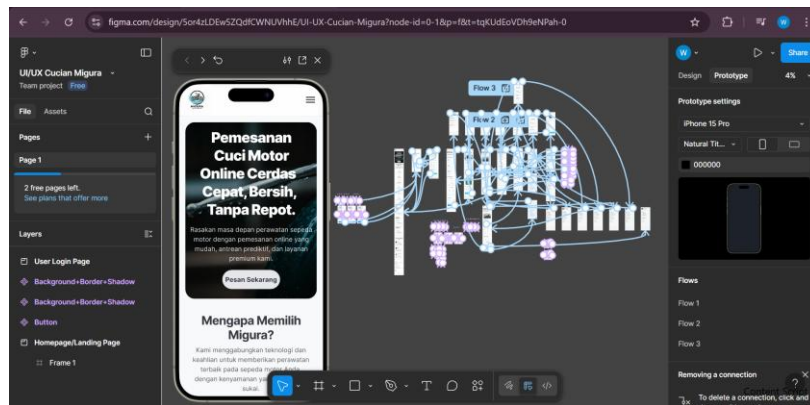 figma.com/design/5or4zLDEwSZQdfCWNUVhhE/UI-UX-Cucian-Migura?node-id=0-1&p=f&t=tqKUdEoVDh9eNPah-0
UI/UX Cucian Migura
Team project Free
File Assets
Pages
Page 1
2 free pages left.
See plans that offer more
Layers
User Login Page
Background+Border+Shadow
Background+Border+Shadow
Button
Homepage/Landing Page
Frame 1
Pemesanan
Cuci Motor
Online Cerdas
Cepat, Bersih,
Tanpa Repot.
Rasakan masa depan perawatan sepeda
motor dengan pemesanan online yang
mudah, antrean prediktif, dan layanan
premium kami.
Pesan Sekarang
Mengapa Memilih
Migura?
Kami menggabungkan teknologi dan
keahlian untuk memberikan perawatan
terbaik pada sepeda motor Anda
dengan kenyamanan ya
sukai.
Flow 3
Flow 2
W
Share
Design Prototype 4%
Prototype settings
iPhone 15 Pro
Natural Tit...
000000
Flows
Flow 1
Flow 2
Flow 3
Removing a connection
To delete a connection, click and